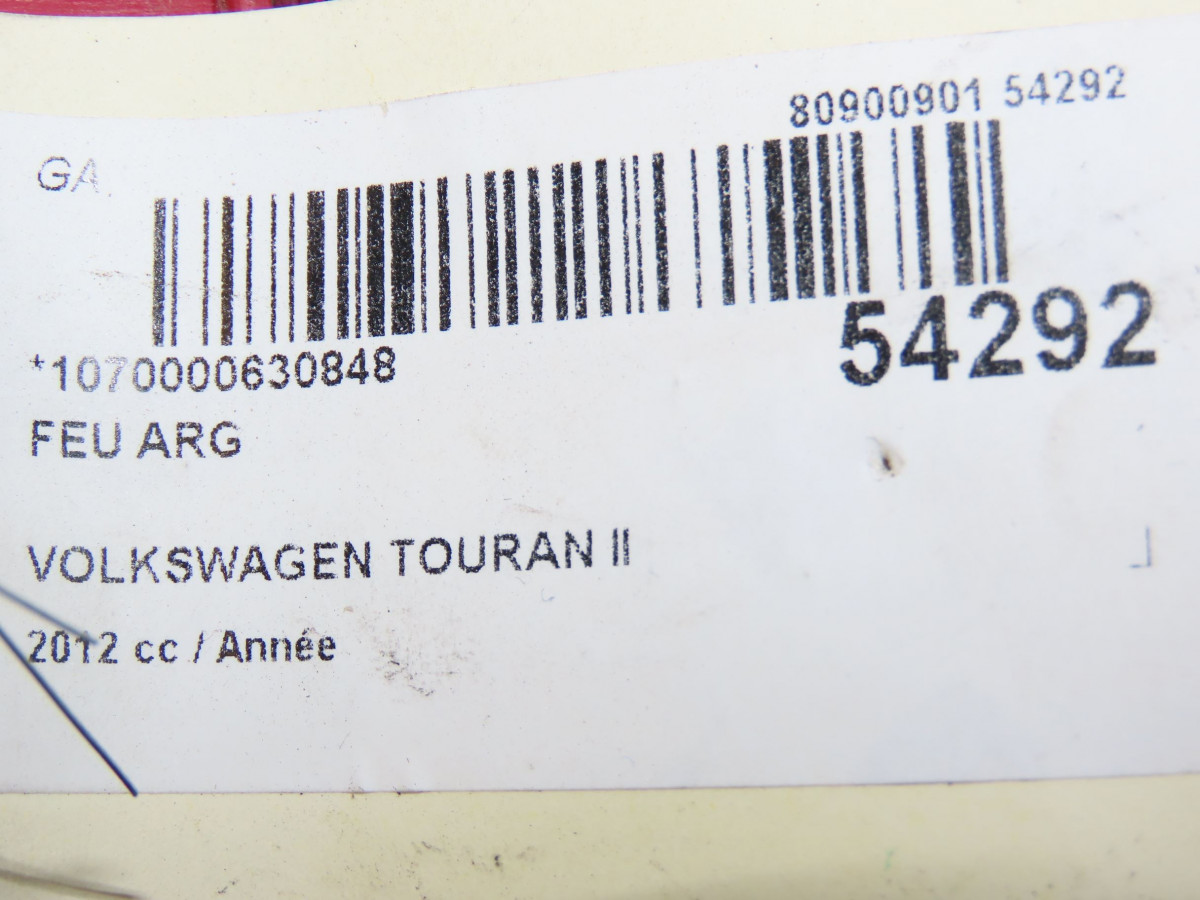 80900901 54292
GA
54292
*1070000630848
FEU ARG
VOLKSWAGEN TOURAN II
2012 cc / Année